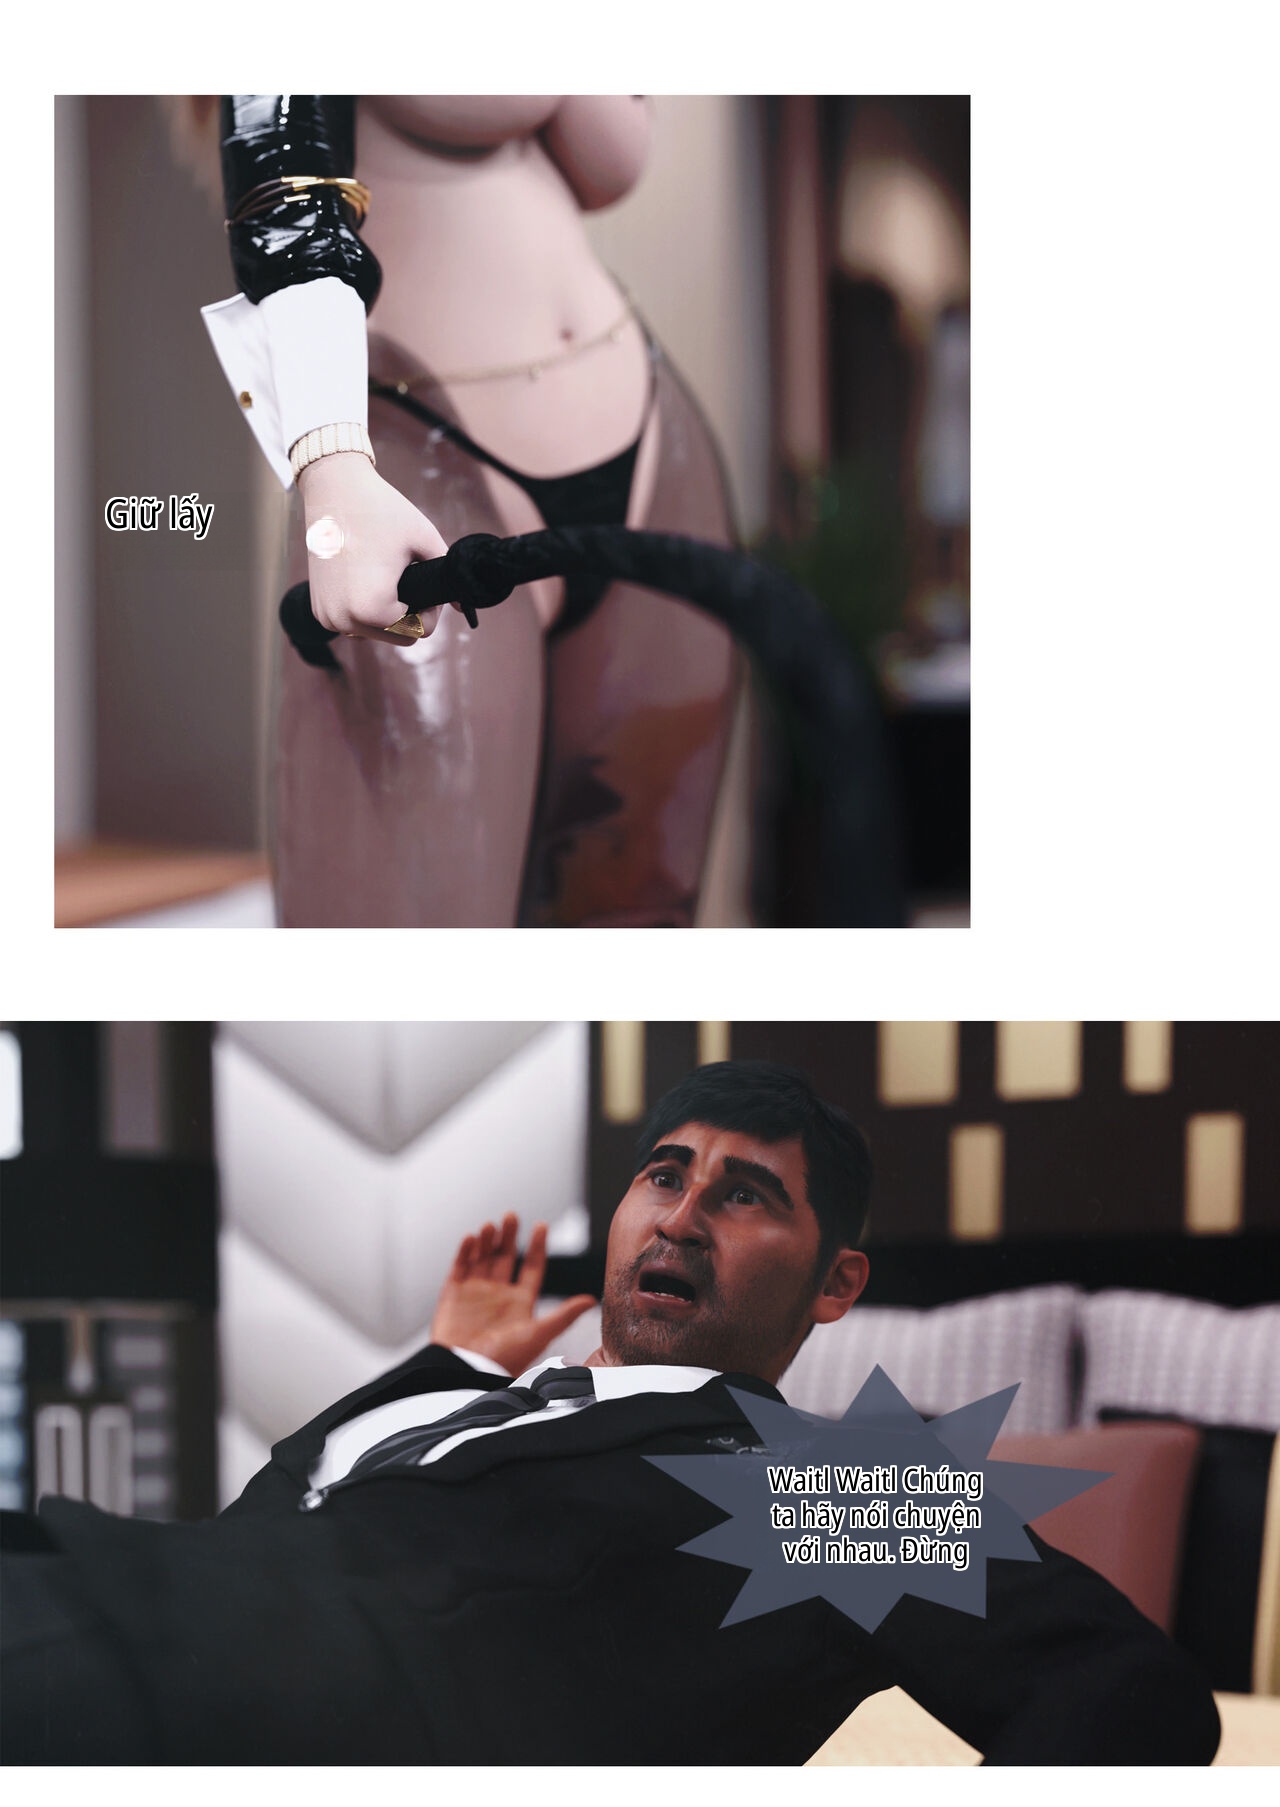 Giữ lấy
Waitl Waitl Chúng
ta hãy nói chuyện
với nhau. Đừng